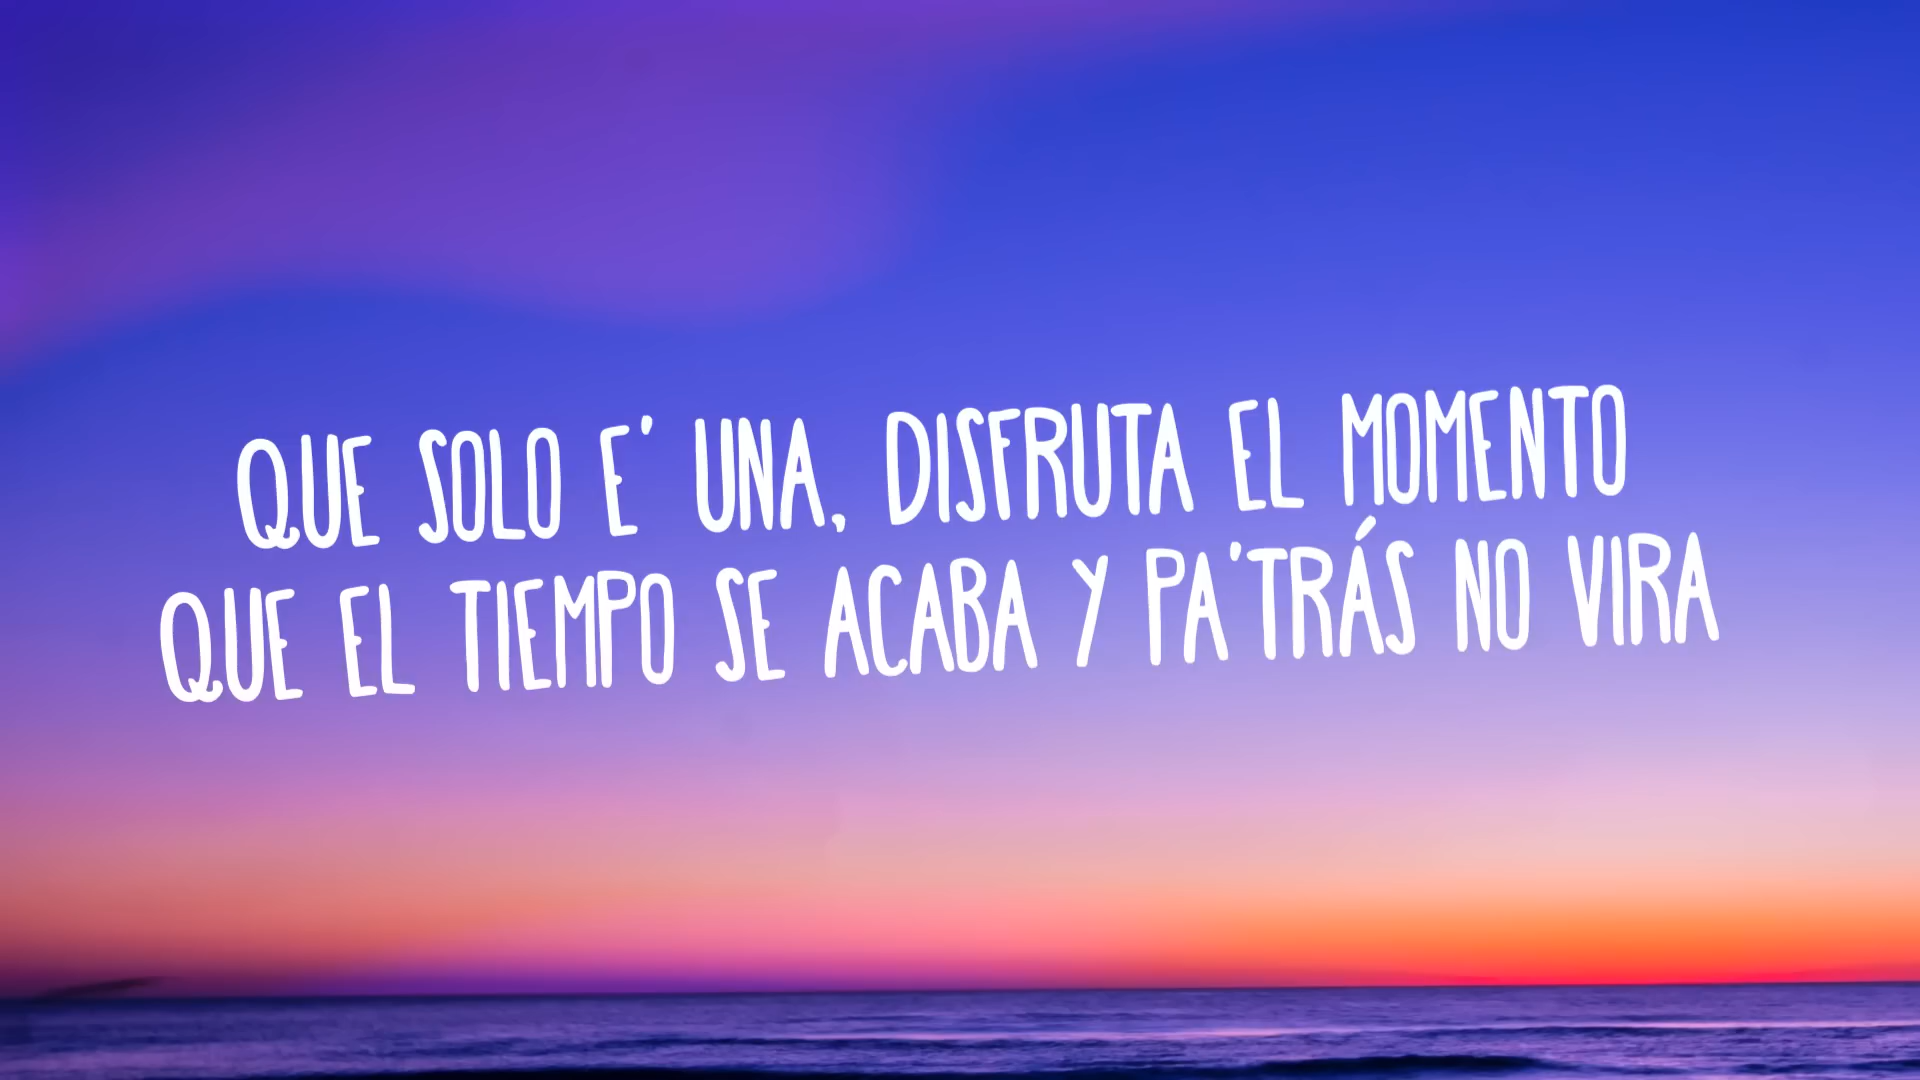 QUE SOLO E' UNA, DISFRUTA EL MOMENTO
QUE EL TIEMPO SE ACABA Y PA'TRÁS NO VIRA